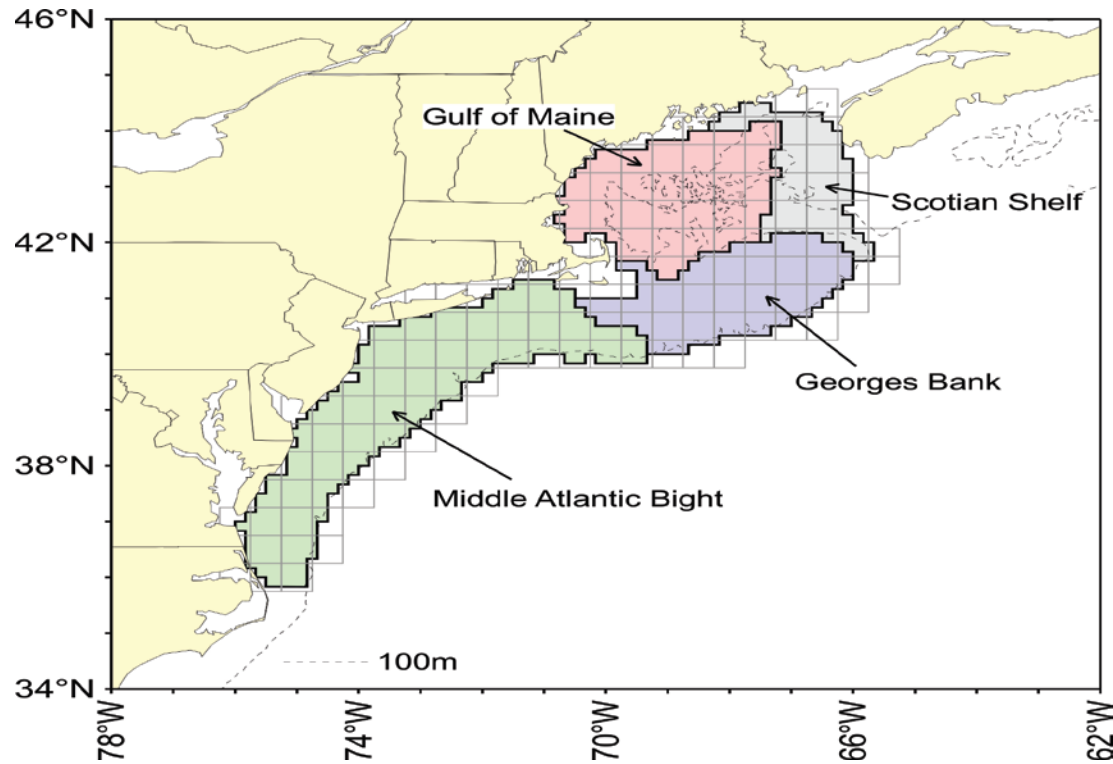 46°N
Gulf of Maine
Scotian Shelf
42°N
Georges Bank
38°N
Middle Atlantic Bight
100m
34°N
78°W
74°W
70°W
66°W
62°W